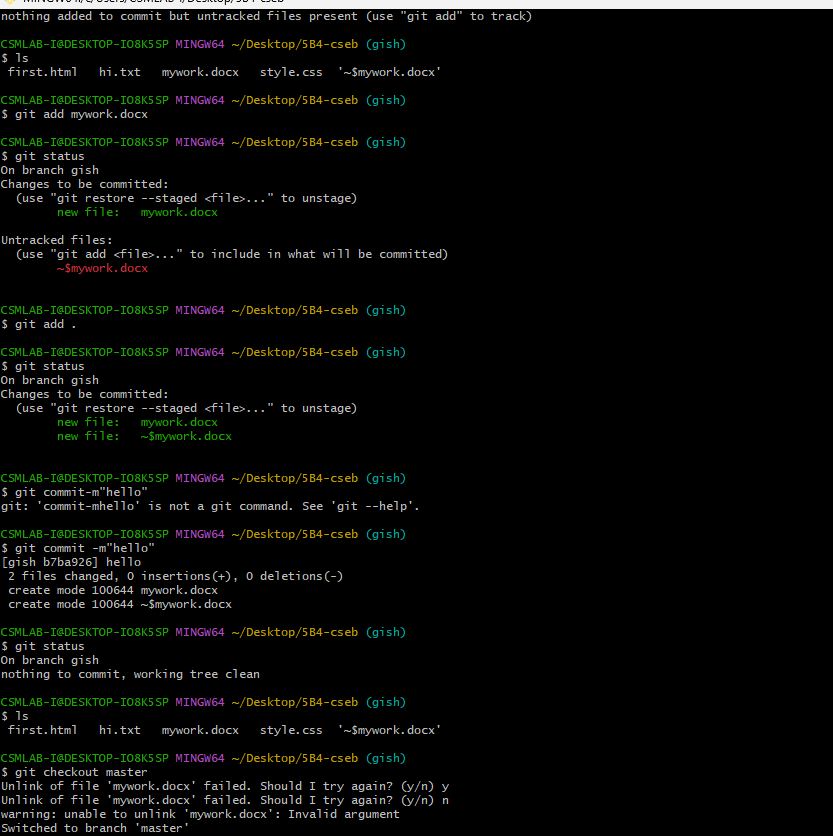 nothing added to commit but untracked files present (use "git add" to track)
CSMLAB-I@DESKTOP-IO8K5SP MINGW64 ~/Desktop/5B4-cseb (gish)
$ ls
first.html hi.txt mywork.docx style.css '~$mywork.docx'
CSMLAB-I@DESKTOP-IO8K5SP MINGW64 ~/Desktop/5B4-cseb (gish)
$ git add mywork.docx
CSMLAB-I@DESKTOP-IO8K5SP MINGW64 ~/Desktop/5B4-cseb (gish)
$ git status
On branch gish
Changes to be committed:
(use "git restore --staged <file>..." to unstage)
new file: mywork.docx
Untracked files:
(use "git add <file>..." to include in what will be committed)
~$mywork.docx
CSMLAB-I@DESKTOP-IO8K5SP MINGW64 ~/Desktop/5B4-cseb (gish)
$ git add .
CSMLAB-I@DESKTOP-IO8K5SP MINGW64 ~/Desktop/5B4-cseb (gish)
$ git status
On branch gish
Changes to be committed:
(use "git restore --staged <file>..." to unstage)
new file: mywork.docx
new file: ~$mywork.docx
CSMLAB-I@DESKTOP-IO8K5SP MINGW64 ~/Desktop/5B4-cseb (gish)
$ git commit-m"hello"
git: 'commit-mhello' is not a git command. See 'git --help'.
CSMLAB-I@DESKTOP-IO8K5SP MINGW64 ~/Desktop/5B4-cseb (gish)
$ git commit -m"hello"
[gish b7ba926] hello
2 files changed, 0 insertions(+), 0 deletions(-)
create mode 100644 mywork.docx
create mode 100644 ~$mywork.docx
CSMLAB-I@DESKTOP-IO8K5SP MINGW64 ~/Desktop/5B4-cseb (gish)
$ git status
On branch gish
nothing to commit, working tree clean
CSMLAB-I@DESKTOP-IO8K5SP MINGW64 ~/Desktop/5B4-cseb (gish)
$ ls
first.html hi.txt mywork.docx style.css '~$mywork.docx'
CSMLAB-I@DESKTOP-IO8K5SP MINGW64 ~/Desktop/5B4-cseb (gish)
$ git checkout master
Unlink of file 'mywork.docx' failed. Should I try again? (y/n) y
Unlink of file 'mywork.docx' failed. Should I try again? (y/n) n
warning: unable to unlink 'mywork.docx': Invalid argument
Switched to branch 'master'